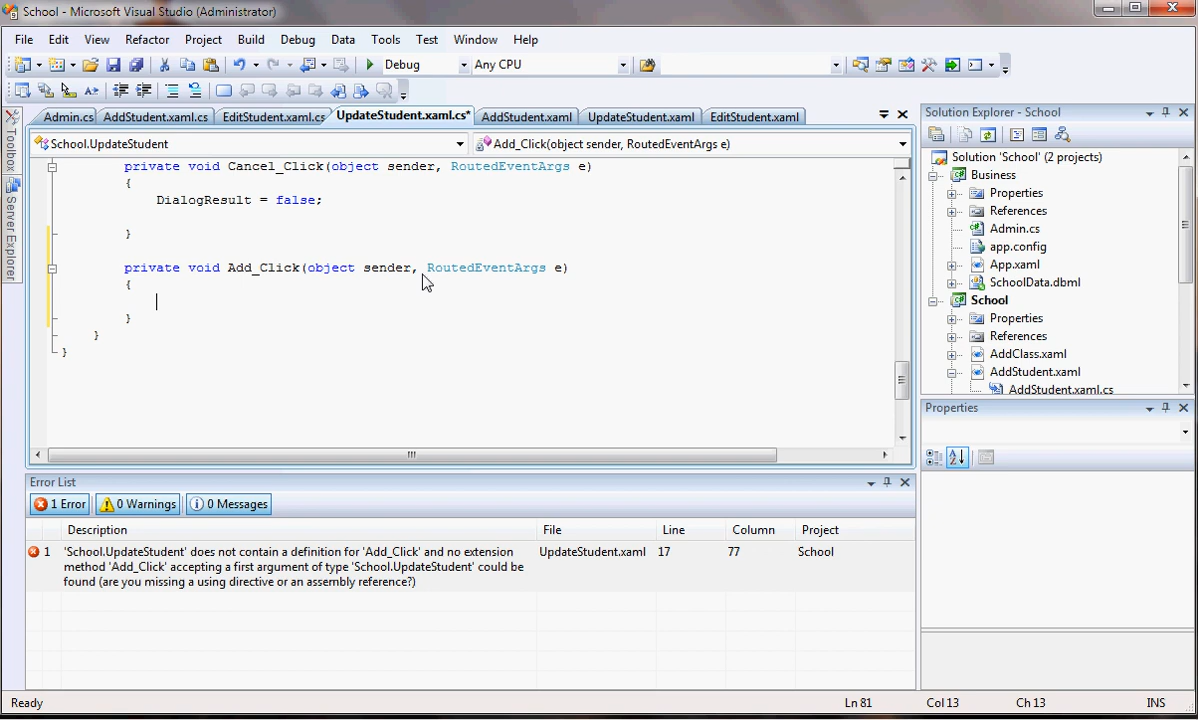 School - Microsoft Visual Studio (Administrator)
File Edit View Refactor Project Build Debug Data Tools Test Window Help
Debug Any CPU
Admin.cs AddStudent.xaml.cs EditStudent.xaml.cs UpdateStudent.xaml.cs* AddStudent.xaml UpdateStudent.xaml EditStudent.xaml
School.UpdateStudent Add_Click(object sender, RoutedEventArgs e)
private void Cancel_Click(object sender, RoutedEventArgs e)
{
DialogResult = false;
}
private void Add_Click(object sender, RoutedEventArgs e)
{
}
}
}
Toolbox
Server Explorer
Solution Explorer - School
Solution 'School' (2 projects)
Business
Properties
References
Admin.cs
app.config
App.xaml
SchoolData.dbml
School
Properties
References
AddClass.xaml
AddStudent.xaml
AddStudent.xaml.cs
Properties
Error List
1 Error 0 Warnings 0 Messages
Description File Line Column Project
1 'School.UpdateStudent' does not contain a definition for 'Add_Click' and no extension UpdateStudent.xaml 17 77 School
method 'Add_Click' accepting a first argument of type 'School.UpdateStudent' could be
found (are you missing a using directive or an assembly reference?)
Ready Ln 81 Col 13 Ch 13 INS